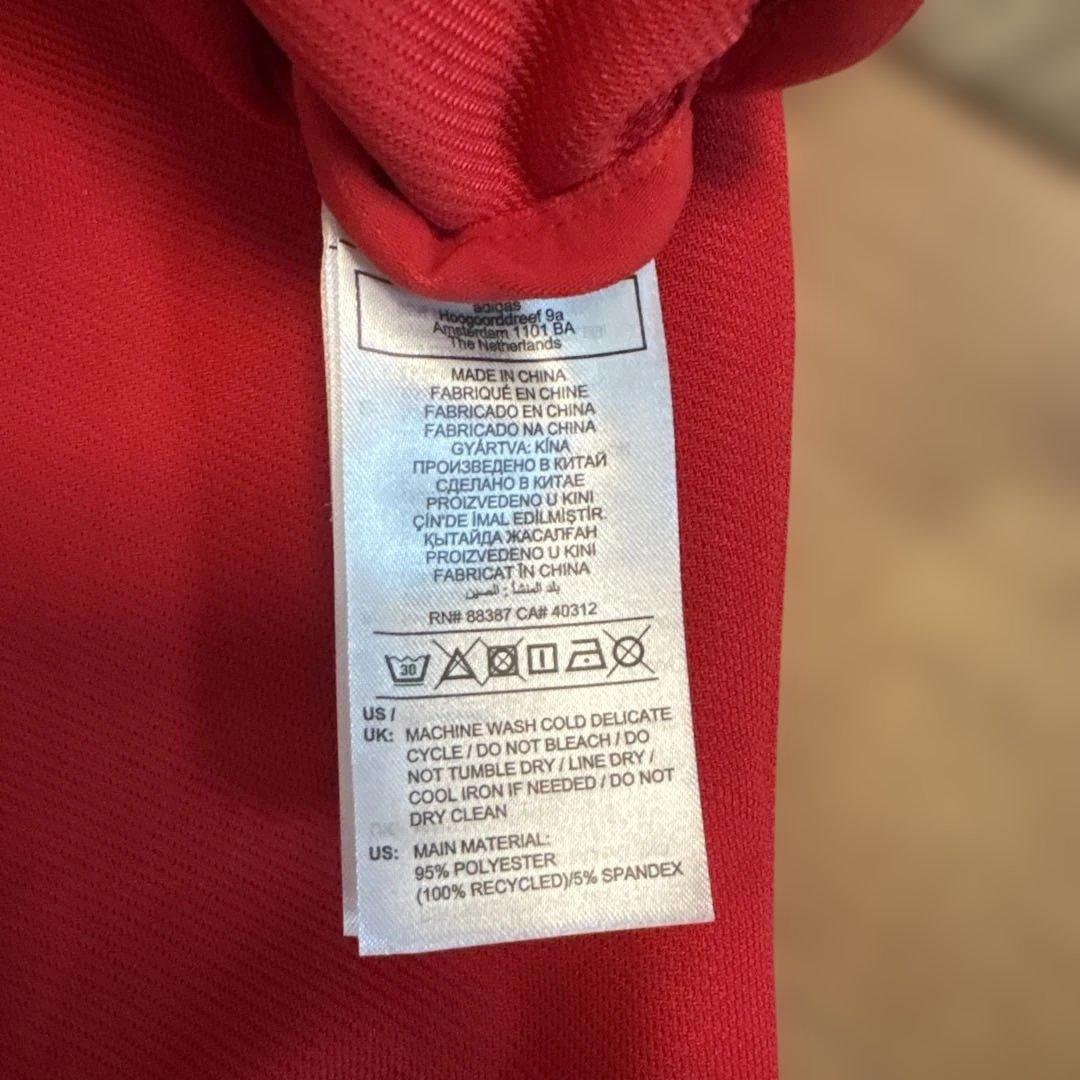 adidas
Hoogoorddreef 9a
Amsterdam 1101 BA
The Netherlands
MADE IN CHINA
FABRIQUÉ EN CHINE
FABRICADO EN CHINA
FABRICADO NA CHINA
GYÁRTVA: KÍNA
ПРОИЗВЕДЕНО В КИТАЙ
СДЕЛАНО В КИТАЕ
PROIZVEDENO U KINI
ÇİN'DE İMAL EDİLMİŞTİR.
ҚЫТАЙДА ЖАСАЛҒАН
PROIZVEDENO U KINI
FABRICAT ÎN CHINA
بلد المنشأ : الصين
RN# 88387 CA# 40312
30
US /
UK: MACHINE WASH COLD DELICATE
CYCLE / DO NOT BLEACH / DO
NOT TUMBLE DRY / LINE DRY /
COOL IRON IF NEEDED / DO NOT
DRY CLEAN
US: MAIN MATERIAL:
95% POLYESTER
(100% RECYCLED)/5% SPANDEX